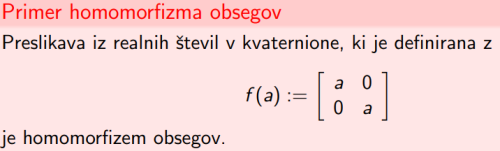 Primer homomorfizma obsegov
Preslikava iz realnih števil v kvaternione, ki je definirana z
f(a) := [ a 0
0 a ]
je homomorfizem obsegov.